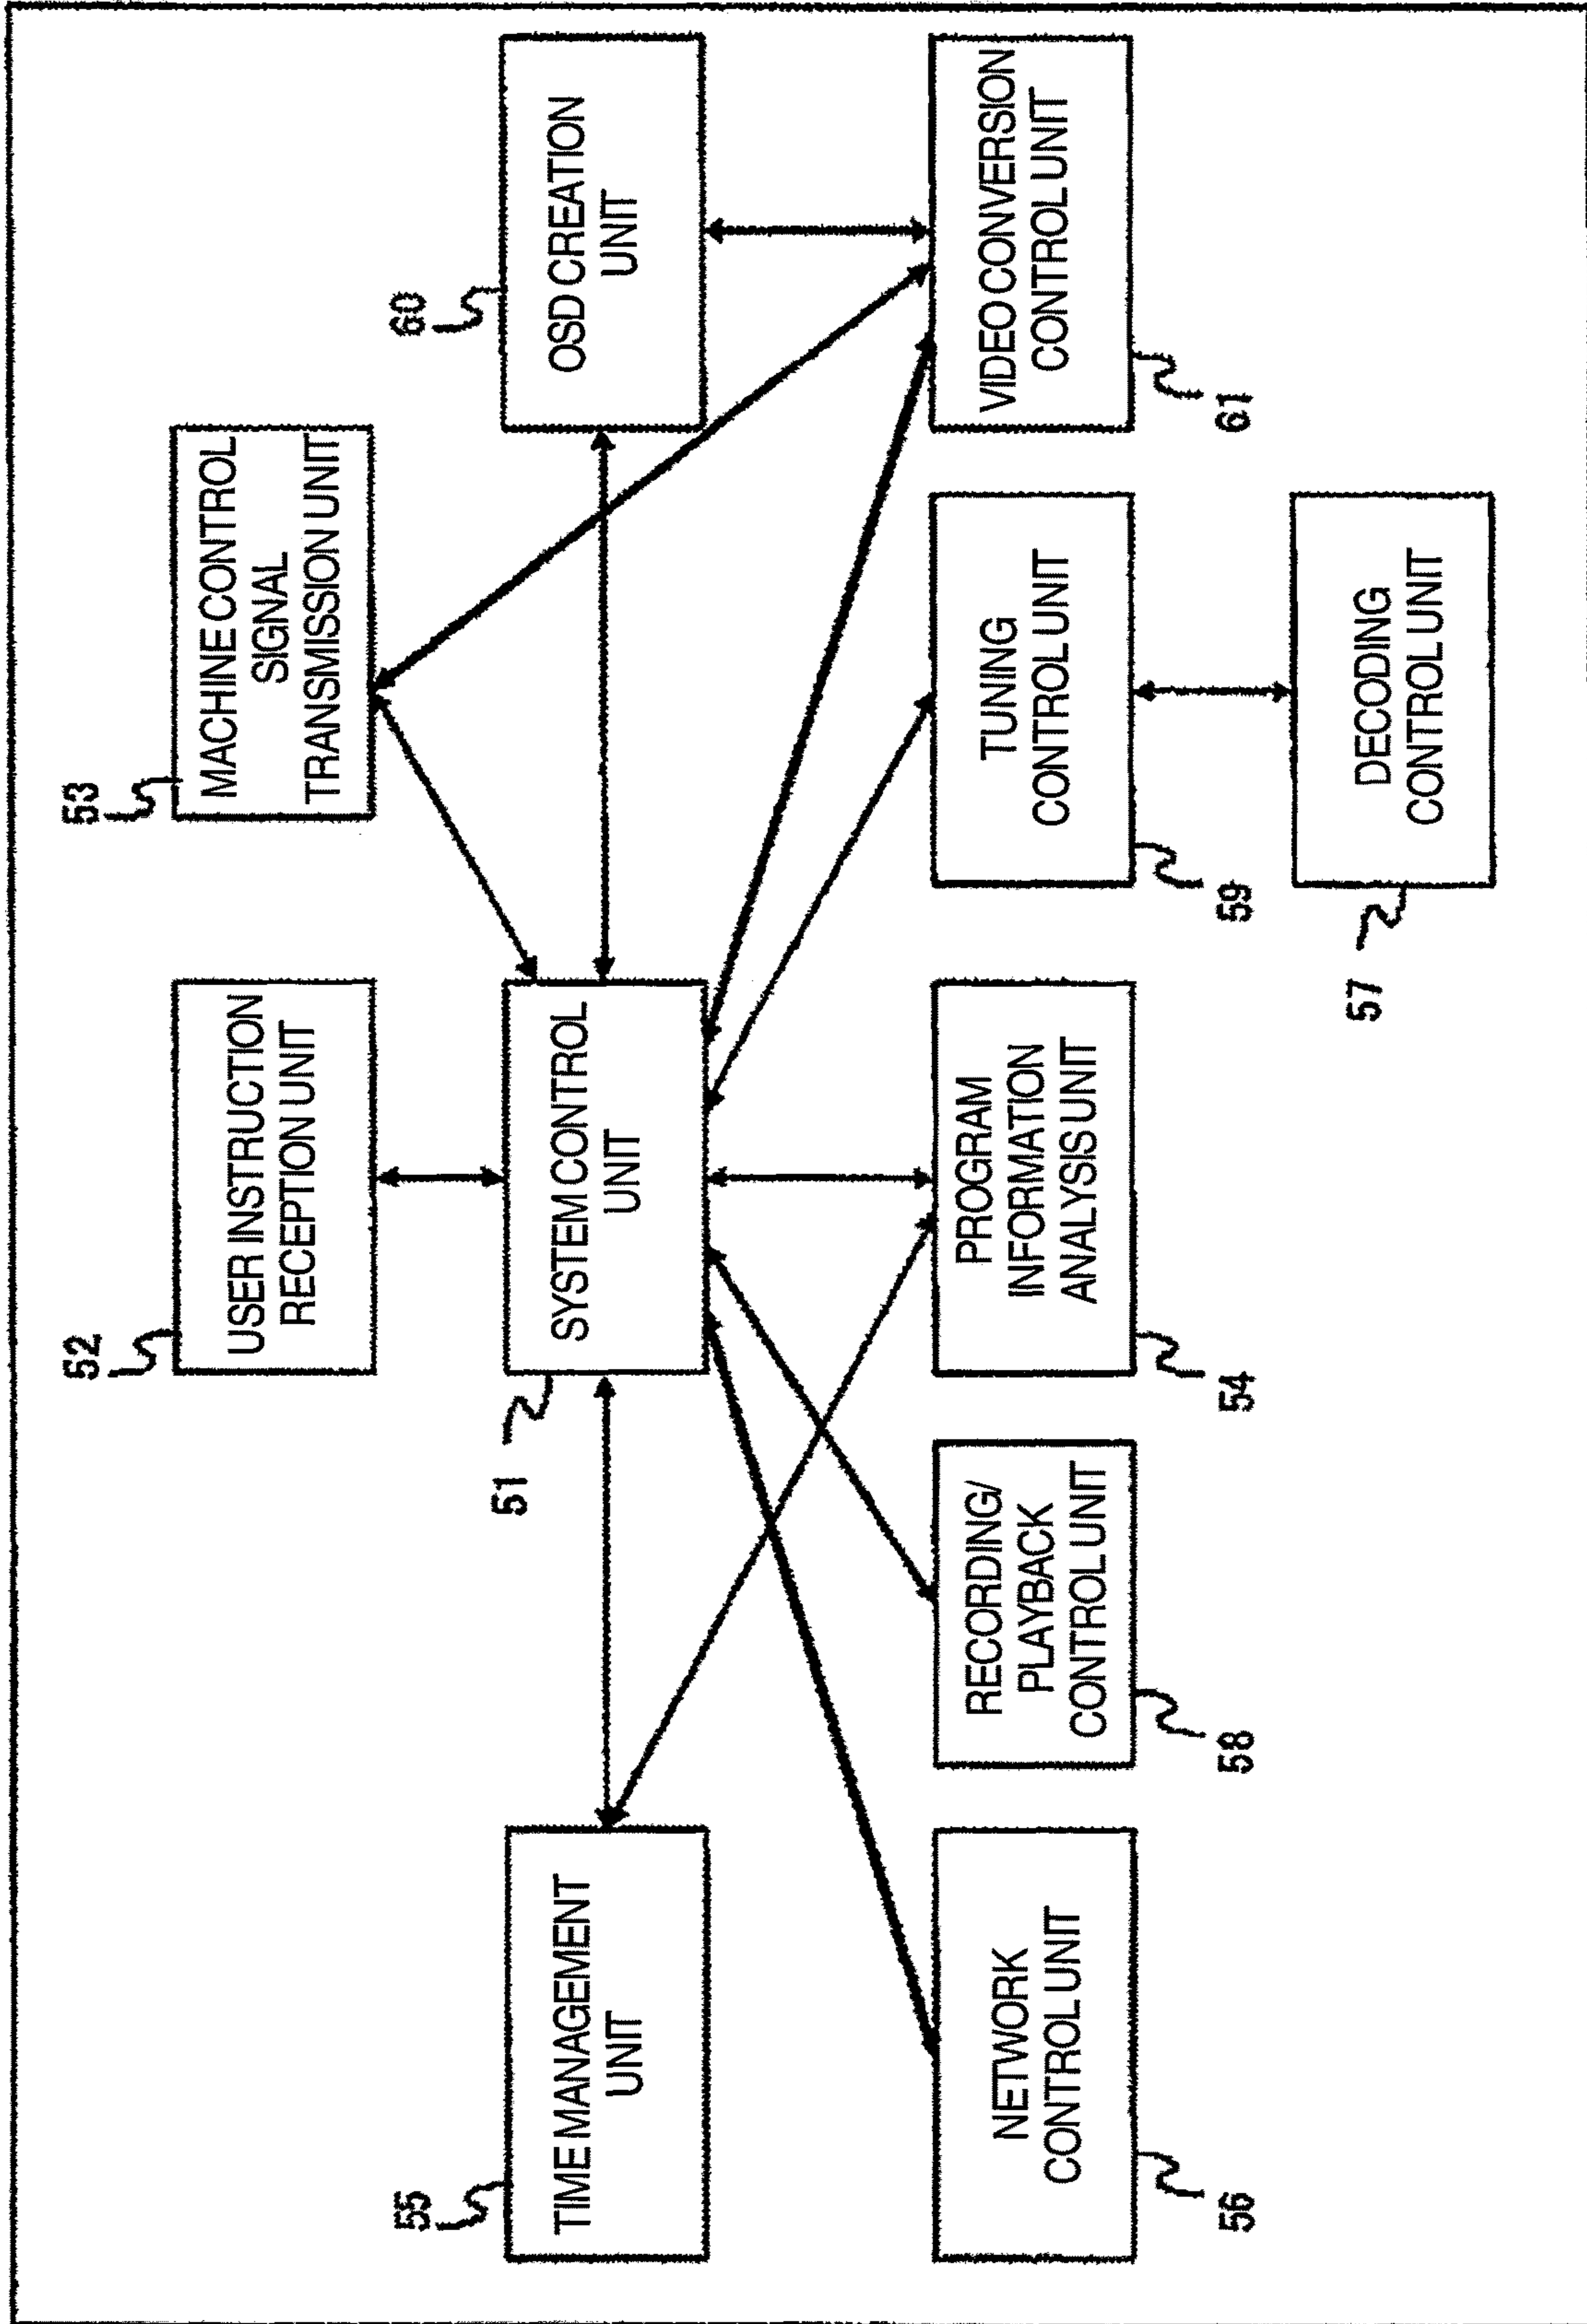 53
MACHINE CONTROL
SIGNAL
TRANSMISSION UNIT
52
USER INSTRUCTION
RECEPTION UNIT
60
OSD CREATION
UNIT
51
SYSTEM CONTROL
UNIT
55
TIME MANAGEMENT
UNIT
NETWORK
CONTROL UNIT
56
RECORDING/
PLAYBACK
CONTROL UNIT
58
PROGRAM
INFORMATION
ANALYSIS UNIT
54
TUNING
CONTROL UNIT
59
VIDEO CONVERSION
CONTROL UNIT
61
57
DECODING
CONTROL UNIT